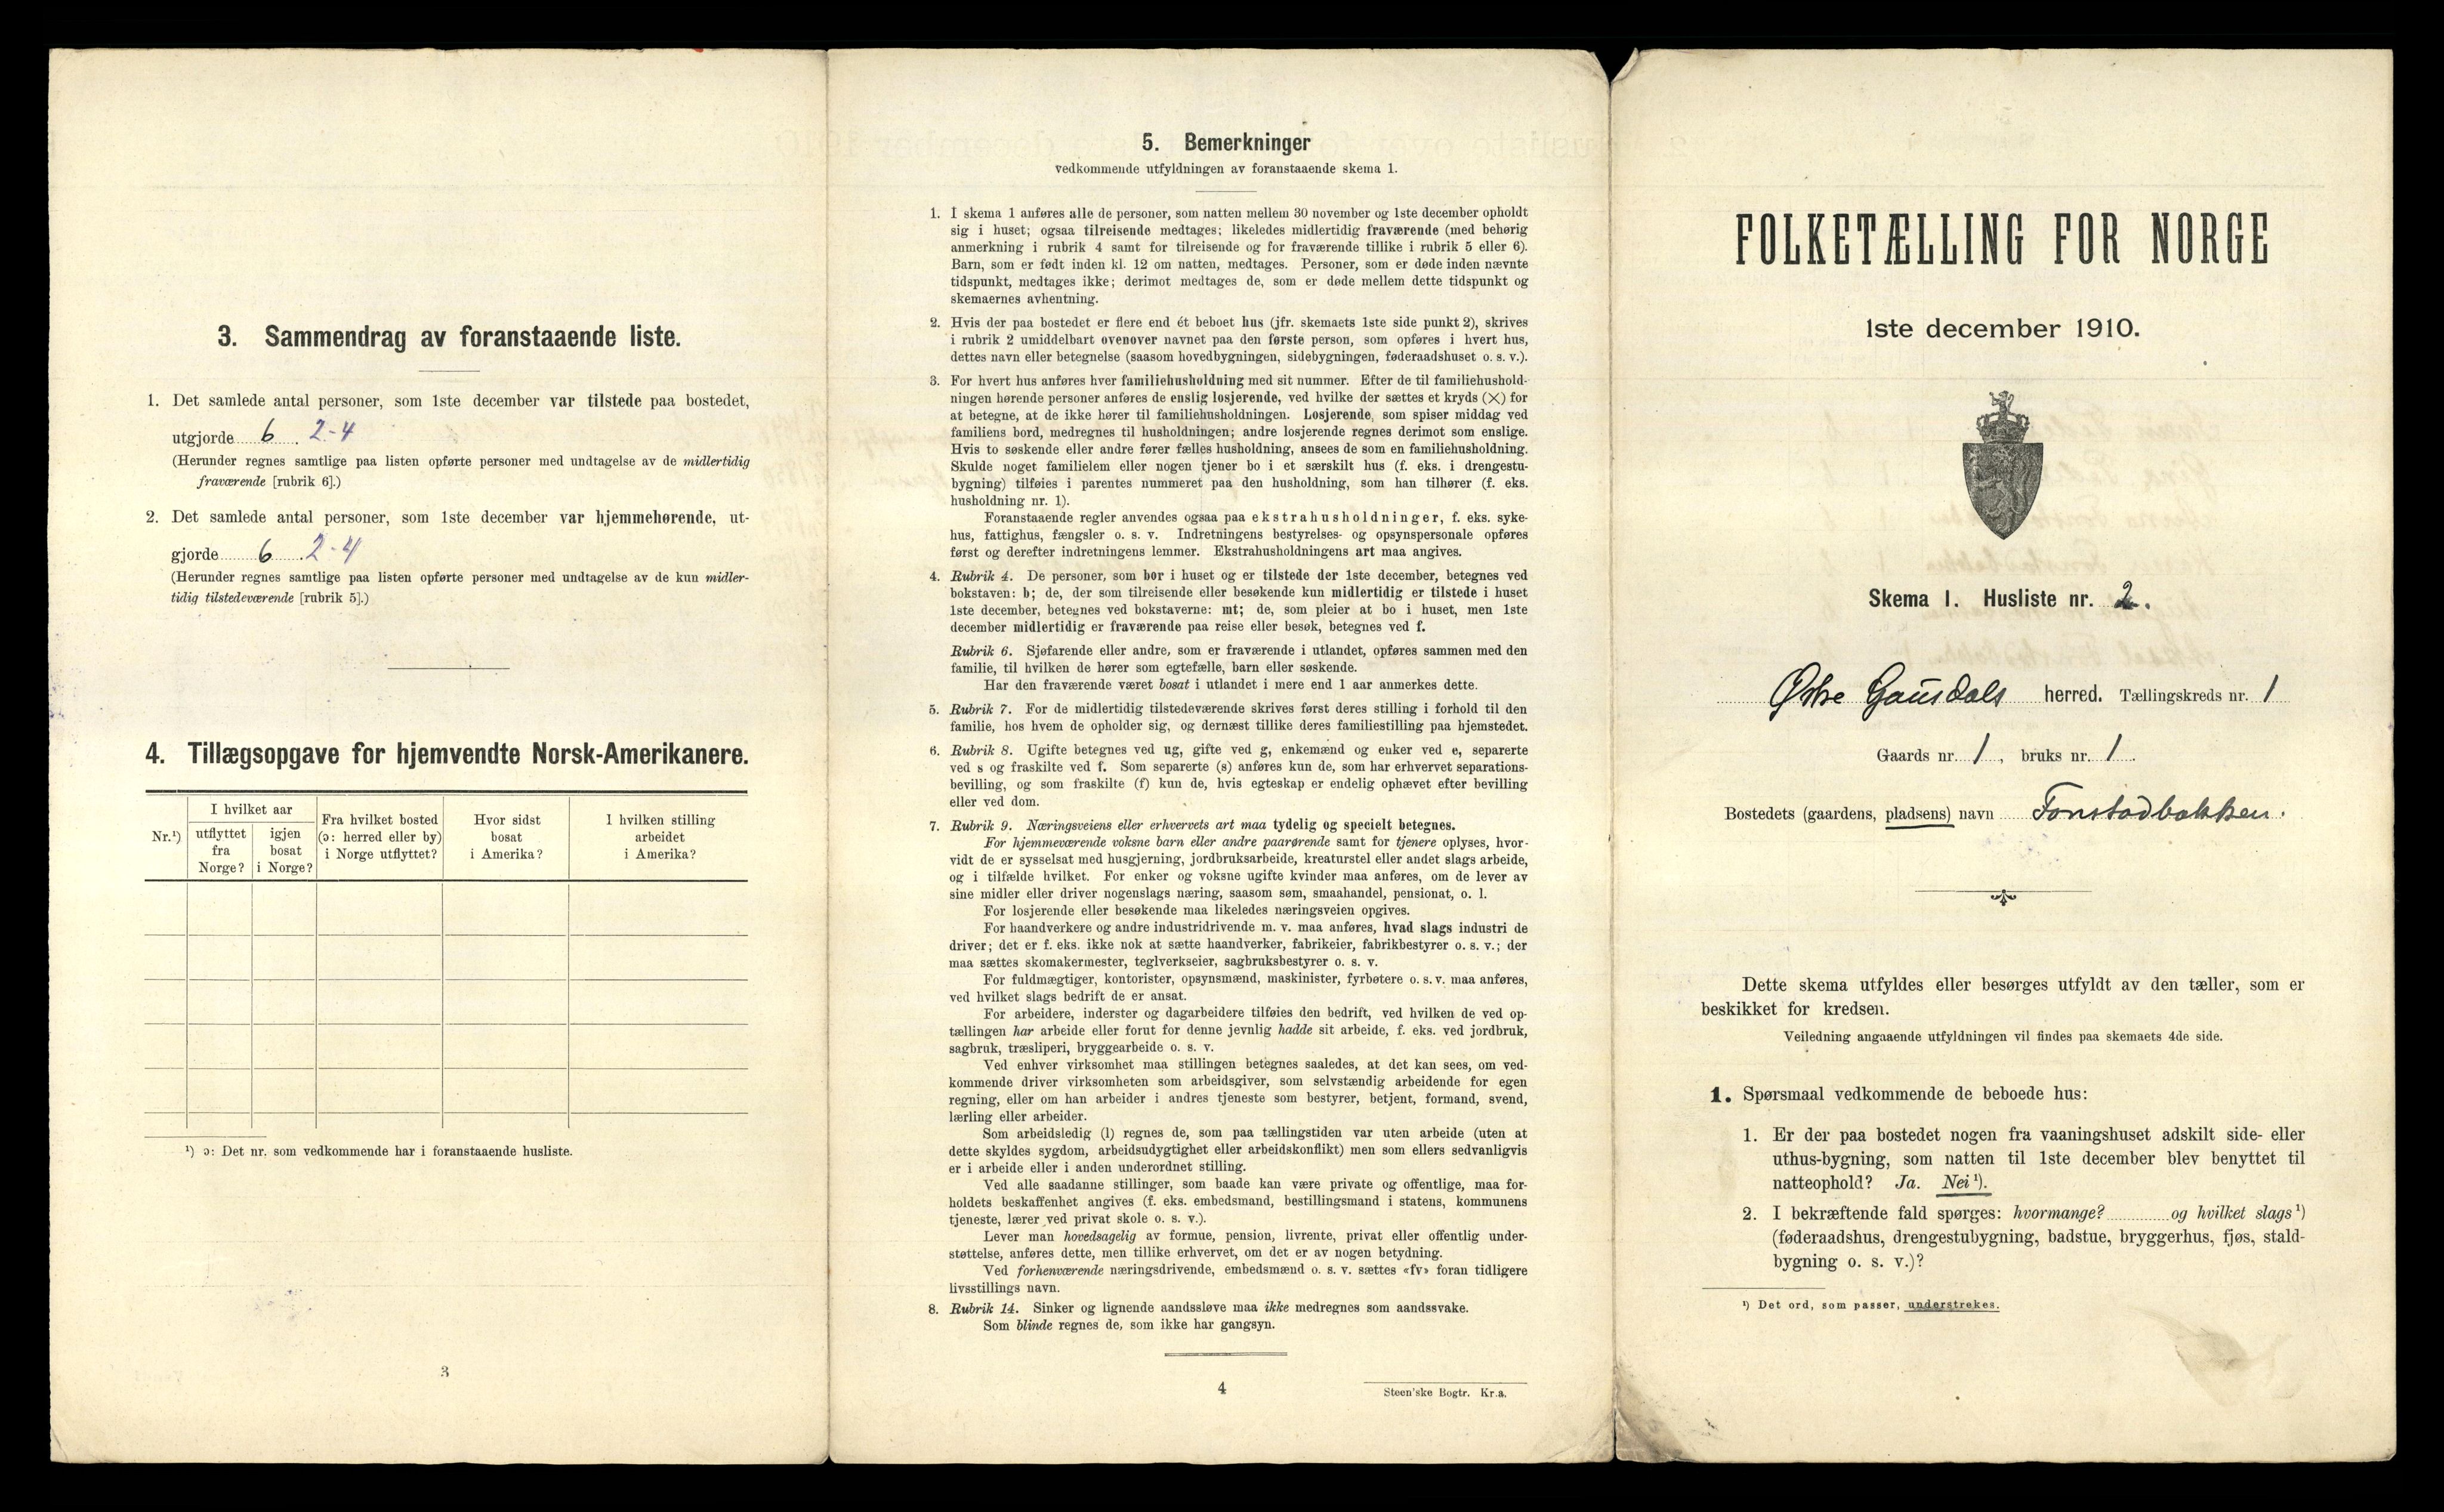 3. Sammendrag av foranstaaende liste.
1. Det samlede antal personer, som 1ste december var tilstede paa bostedet,
utgjorde 6 . 2-4
(Herunder regnes samtlige paa listen opførte personer med undtagelse av de midlertidig
fraværende [rubrik 6].)
2. Det samlede antal personer, som 1ste december var hjemmehørende, ut-
gjorde 6 . 2-4
(Herunder regnes samtlige paa listen opførte personer med undtagelse av de kun midler-
tidig tilstedeværende [rubrik 5].)
4. Tillægsopgave for hjemvendte Norsk-Amerikanere.
Nr.¹)
I hvilket aar
utflyttet
fra
Norge?
igjen
bosat
i Norge?
Fra hvilket bosted
(ɔ: herred eller by)
i Norge utflyttet?
Hvor sidst
bosat
i Amerika?
I hvilken stilling
arbeidet
i Amerika?
¹) ɔ: Det nr. som vedkommende har i foranstaaende husliste.
3
5. Bemerkninger
vedkommende utfyldningen av foranstaaende skema 1.
1. I skema 1 anføres alle de personer, som natten mellem 30 november og 1ste december opholdt
sig i huset; ogsaa tilreisende medtages; likeledes midlertidig fraværende (med behørig
anmerkning i rubrik 4 samt for tilreisende og for fraværende tillike i rubrik 5 eller 6).
Barn, som er født inden kl. 12 om natten, medtages. Personer, som er døde inden nævnte
tidspunkt, medtages ikke; derimot medtages de, som er døde mellem dette tidspunkt og
skemaernes avhentning.
2. Hvis der paa bostedet er flere end ét beboet hus (jfr. skemaets 1ste side punkt 2), skrives
i rubrik 2 umiddelbart ovenover navnet paa den første person, som opføres i hvert hus,
dettes navn eller betegnelse (saasom hovedbygningen, sidebygningen, føderaadshuset o. s. v.).
3. For hvert hus anføres hver familiehusholdning med sit nummer. Efter de til familiehushold-
ningen hørende personer anføres de enslig losjerende, ved hvilke der sættes et kryds (×) for
at betegne, at de ikke hører til familiehusholdningen. Losjerende, som spiser middag ved
familiens bord, medregnes til husholdningen; andre losjerende regnes derimot som enslige.
Hvis to søskende eller andre fører fælles husholdning, ansees de som en familiehusholdning.
Skulde noget familielem eller nogen tjener bo i et særskilt hus (f. eks. i drengestu-
bygning) tilføies i parentes nummeret paa den husholdning, som han tilhører (f. eks.
husholdning nr. 1).
Foranstaaende regler anvendes ogsaa paa ekstrahusholdninger, f. eks. syke-
hus, fattighus, fængsler o. s. v. Indretningens bestyrelses- og opsynspersonale opføres
først og derefter indretningens lemmer. Ekstrahusholdningens art maa angives.
4. Rubrik 4. De personer, som bor i huset og er tilstede der 1ste december, betegnes ved
bokstaven: b; de, der som tilreisende eller besøkende kun midlertidig er tilstede i huset
1ste december, betegnes ved bokstaverne: mt; de, som pleier at bo i huset, men 1ste
december midlertidig er fraværende paa reise eller besøk, betegnes ved f.
Rubrik 6. Sjøfarende eller andre, som er fraværende i utlandet, opføres sammen med den
familie, til hvilken de hører som egtefælle, barn eller søskende.
Har den fraværende været bosat i utlandet i mere end 1 aar anmerkes dette.
5. Rubrik 7. For de midlertidig tilstedeværende skrives først deres stilling i forhold til den
familie, hos hvem de opholder sig, og dernæst tillike deres familiestilling paa hjemstedet.
6. Rubrik 8. Ugifte betegnes ved ug, gifte ved g, enkemænd og enker ved e, separerte
ved s og fraskilte ved f. Som separerte (s) anføres kun de, som har erhvervet separations-
bevilling, og som fraskilte (f) kun de, hvis egteskap er endelig ophævet efter bevilling
eller ved dom.
7. Rubrik 9. Næringsveiens eller erhvervets art maa tydelig og specielt betegnes.
For hjemmeværende voksne barn eller andre paarørende samt for tjenere oplyses, hvor-
vidt de er sysselsat med husgjerning, jordbruksarbeide, kreaturstel eller andet slags arbeide,
og i tilfælde hvilket. For enker og voksne ugifte kvinder maa anføres, om de lever av
sine midler eller driver nogenslags næring, saasom søm, smaahandel, pensionat, o. l.
For losjerende eller besøkende maa likeledes næringsveien opgives.
For haandverkere og andre industridrivende m. v. maa anføres, hvad slags industri de
driver; det er f. eks. ikke nok at sætte haandverker, fabrikeier, fabrikbestyrer o. s. v.; der
maa sættes skomakermester, teglverkseier, sagbruksbestyrer o. s. v.
For fuldmægtiger, kontorister, opsynsmænd, maskinister, fyrbøtere o. s. v. maa anføres,
ved hvilket slags bedrift de er ansat.
For arbeidere, inderster og dagarbeidere tilføies den bedrift, ved hvilken de ved op-
tællingen har arbeide eller forut for denne jevnlig hadde sit arbeide, f. eks. ved jordbruk,
sagbruk, træsliperi, bryggearbeide o. s. v.
Ved enhver virksomhet maa stillingen betegnes saaledes, at det kan sees, om ved-
kommende driver virksomheten som arbeidsgiver, som selvstændig arbeidende for egen
regning, eller om han arbeider i andres tjeneste som bestyrer, betjent, formand, svend,
lærling eller arbeider.
Som arbeidsledig (l) regnes de, som paa tællingstiden var uten arbeide (uten at
dette skyldes sygdom, arbeidsudygtighet eller arbeidskonflikt) men som ellers sedvanligvis
er i arbeide eller i anden underordnet stilling.
Ved alle saadanne stillinger, som baade kan være private og offentlige, maa for-
holdets beskaffenhet angives (f. eks. embedsmand, bestillingsmand i statens, kommunens
tjeneste, lærer ved privat skole o. s. v.).
Lever man hovedsagelig av formue, pension, livrente, privat eller offentlig under-
støttelse, anføres dette, men tillike erhvervet, om det er av nogen betydning.
Ved forhenværende næringsdrivende, embedsmænd o. s. v. sættes «fv» foran tidligere
livsstillings navn.
8. Rubrik 14. Sinker og lignende aandssløve maa ikke medregnes som aandssvake.
Som blinde regnes de, som ikke har gangsyn.
4
Steen'ske Bogtr. Kr.a.
FOLKETÆLLING FOR NORGE
1ste december 1910.
Skema I. Husliste nr. 2.
Østre Gausdals herred. Tællingskreds nr. 1
Gaards nr. 1, bruks nr. 1.
Bostedets (gaardens, pladsens) navn Fonstadbakken.
Dette skema utfyldes eller besørges utfyldt av den tæller, som er
beskikket for kredsen.
Veiledning angaaende utfyldningen vil findes paa skemaets 4de side.
1. Spørsmaal vedkommende de beboede hus:
1. Er der paa bostedet nogen fra vaaningshuset adskilt side- eller
uthus-bygning, som natten til 1ste december blev benyttet til
natteophold? Ja. Nei ¹).
2. I bekræftende fald spørges: hvormange? og hvilket slags ¹)
(føderaadshus, drengestubygning, badstue, bryggerhus, fjøs, stald-
bygning o. s. v.)?
¹) Det ord, som passer, understrekes.